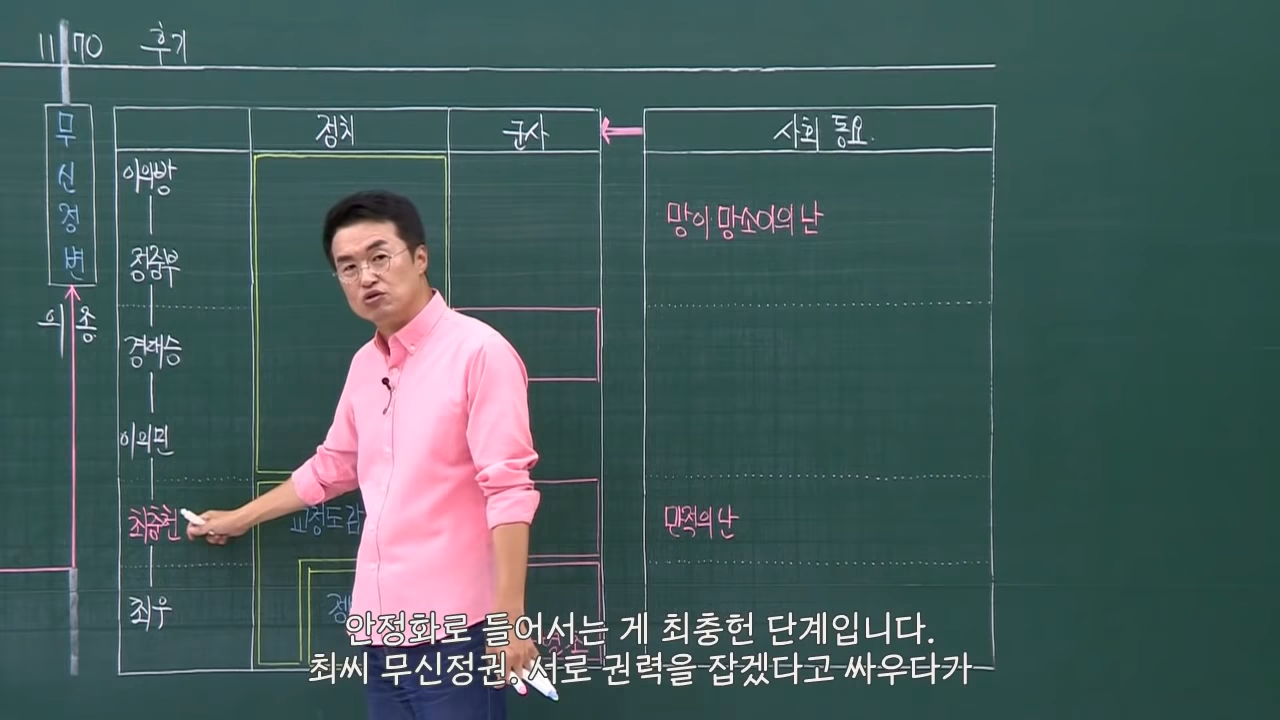 11 70 후기
무신정변
의종
정치 군사 사회 동요
이의방
망이·망소이의 난
정중부
경대승
이의민
최충헌 교정도감 만적의 난
최우
안정화로 들어서는 게 최충헌 단계입니다.
최씨 무신정권. 서로 권력을 잡겠다고 싸우다가